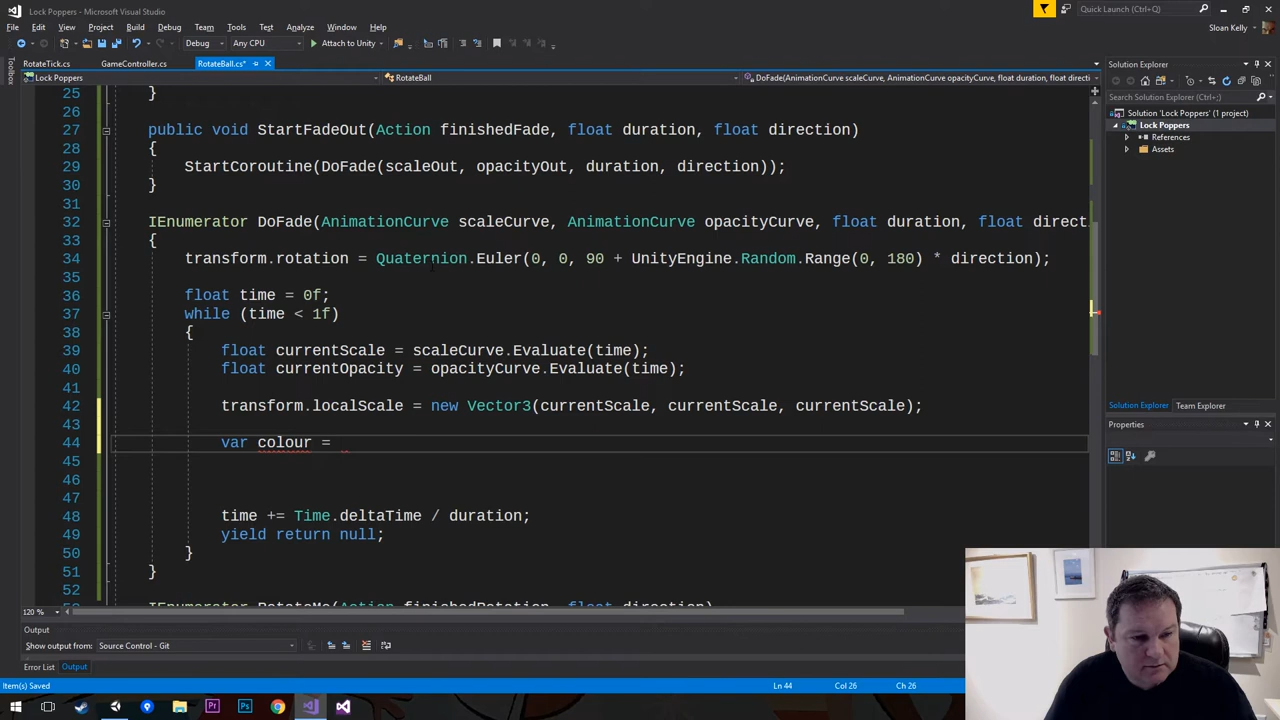 Lock Poppers - Microsoft Visual Studio
Quick Launch (Ctrl+Q)
File Edit View Project Build Debug Team Tools Test Analyze Window Help
Sloan Kelly
Debug Any CPU Attach to Unity
Toolbox
RotateTick.cs GameController.cs RotateBall.cs*
Lock Poppers RotateBall DoFade(AnimationCurve scaleCurve, AnimationCurve opacityCurve, float duration, float directi
25 }
26
27 public void StartFadeOut(Action finishedFade, float duration, float direction)
28 {
29 StartCoroutine(DoFade(scaleOut, opacityOut, duration, direction));
30 }
31
32 IEnumerator DoFade(AnimationCurve scaleCurve, AnimationCurve opacityCurve, float duration, float direct
33 {
34 transform.rotation = Quaternion.Euler(0, 0, 90 + UnityEngine.Random.Range(0, 180) * direction);
35
36 float time = 0f;
37 while (time < 1f)
38 {
39 float currentScale = scaleCurve.Evaluate(time);
40 float currentOpacity = opacityCurve.Evaluate(time);
41
42 transform.localScale = new Vector3(currentScale, currentScale, currentScale);
43
44 var colour =
45
46
47
48 time += Time.deltaTime / duration;
49 yield return null;
50 }
51 }
52
IEnumerator RotateMe(Action finishedRotation, float direction)
120 %
Solution Explorer
Search Solution Explorer (Ctrl+;)
Solution 'Lock Poppers' (1 project)
Lock Poppers
References
Assets
Solution Explorer Team Explorer
Properties
Output
Show output from: Source Control - Git
Error List Output
Item(s) Saved Ln 44 Col 26 Ch 26